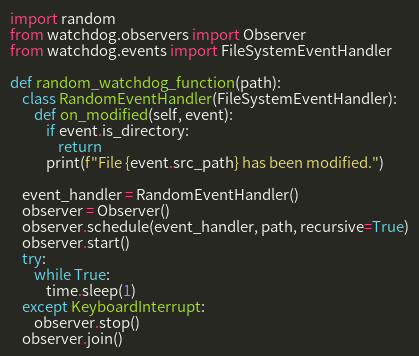 import random
from watchdog.observers import Observer
from watchdog.events import FileSystemEventHandler

def random_watchdog_function(path):
    class RandomEventHandler(FileSystemEventHandler):
        def on_modified(self, event):
            if event.is_directory:
                return
            print(f"File {event.src_path} has been modified.")

    event_handler = RandomEventHandler()
    observer = Observer()
    observer.schedule(event_handler, path, recursive=True)
    observer.start()
    try:
        while True:
            time.sleep(1)
    except KeyboardInterrupt:
        observer.stop()
    observer.join()